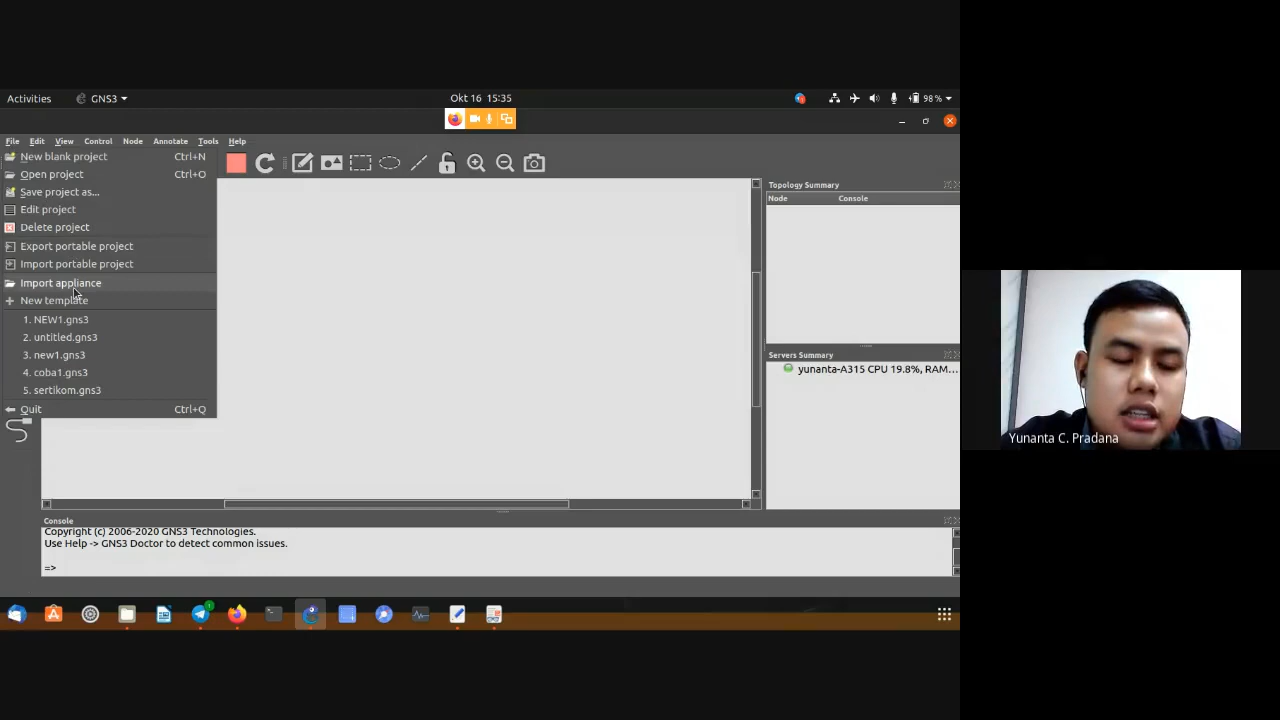 Activities GNS3 Okt 16 15:35 98%
File Edit View Control Node Annotate Tools Help
New blank project Ctrl+N
Open project Ctrl+O
Save project as...
Edit project
Delete project
Export portable project
Import portable project
Import appliance
New template
1. NEW1.gns3
2. untitled.gns3
3. new1.gns3
4. coba1.gns3
5. sertikom.gns3
Quit Ctrl+Q
Topology Summary
Node Console
Servers Summary
yunanta-A315 CPU 19.8%, RAM...
Console
Copyright (c) 2006-2020 GNS3 Technologies.
Use Help -> GNS3 Doctor to detect common issues.
=>
Yunanta C. Pradana